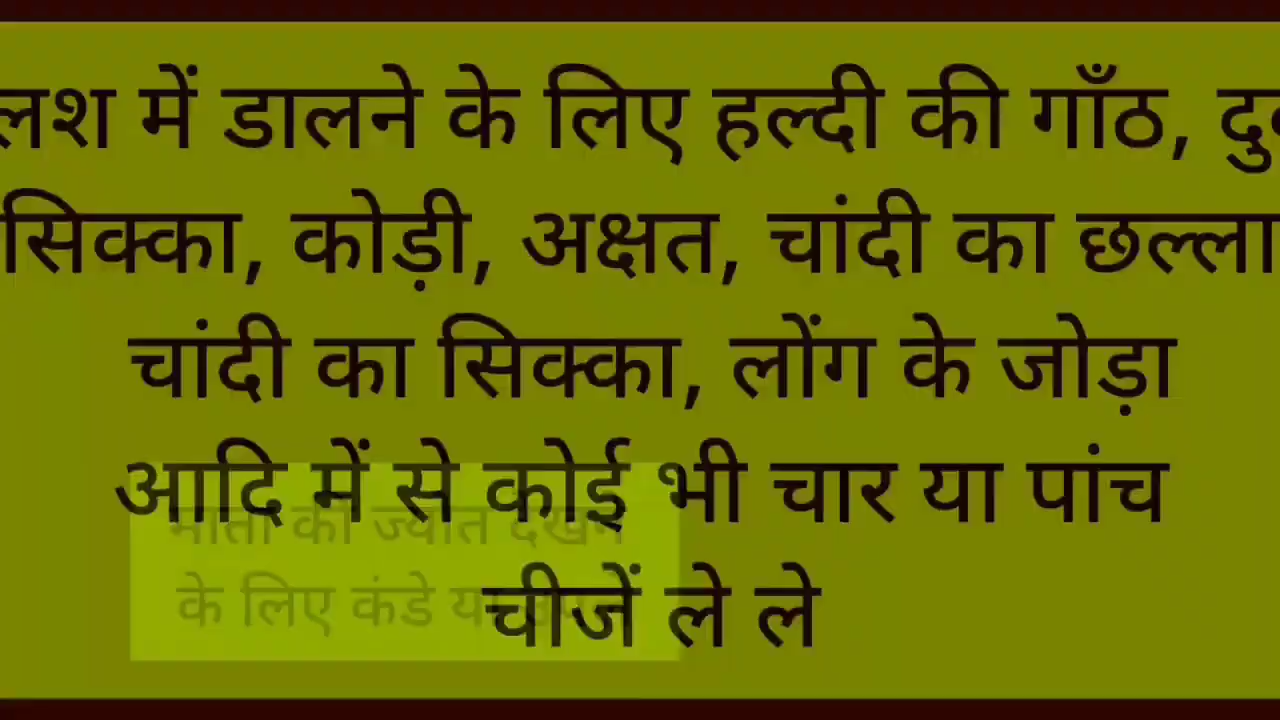 लश में डालने के लिए हल्दी की गाँठ,
सिक्का, कोड़ी, अक्षत, चांदी का छल्ला
चांदी का सिक्का, लोंग के जोड़ा
आदि में से कोई भी चार या पांच
चीजें ले ले
माता की ज्योत देखने
के लिए कंडे या